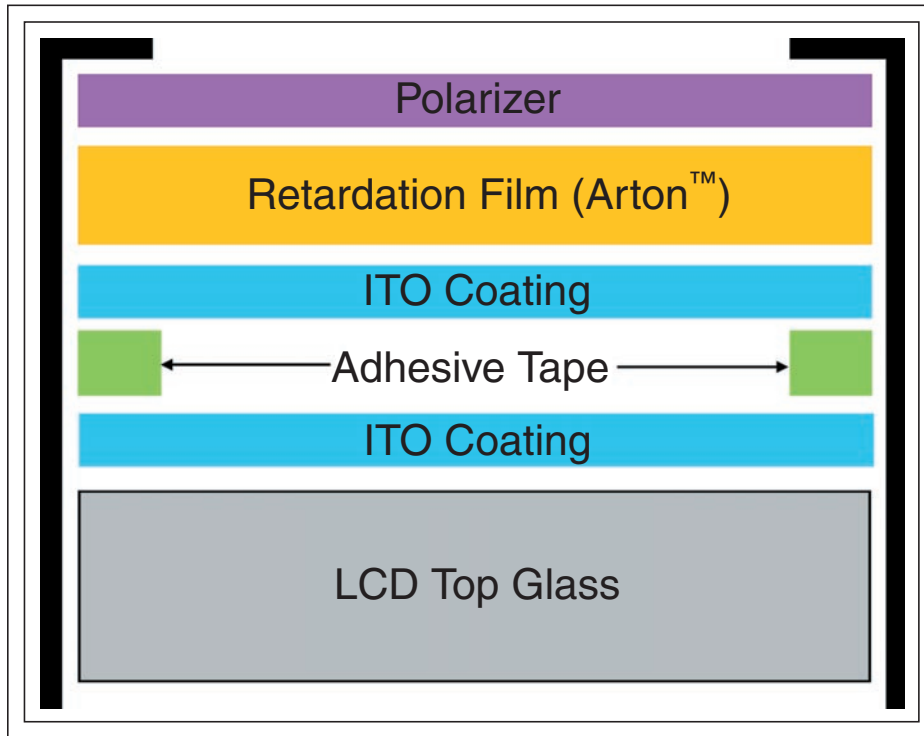 Polarizer
Retardation Film (Arton™)
ITO Coating
Adhesive Tape
ITO Coating
LCD Top Glass